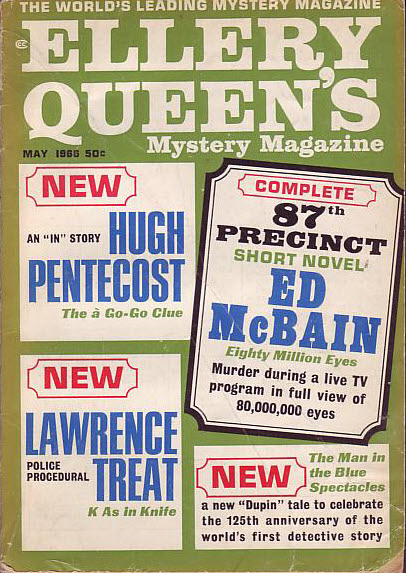 THE WORLD'S LEADING MYSTERY MAGAZINE
ELLERY
QUEEN'S
Mystery Magazine
MAY 1966 50¢
NEW
AN "IN" STORY HUGH
PENTECOST
The à Go-Go Clue
COMPLETE
87th
PRECINCT
SHORT NOVEL
ED
McBAIN
Eighty Million Eyes
Murder during a live TV
program in full view of
80,000,000 eyes
NEW
LAWRENCE
POLICE
PROCEDURAL
TREAT
K As in Knife
NEW
The Man in
the Blue
Spectacles
a new "Dupin" tale to celebrate
the 125th anniversary of the
world's first detective story